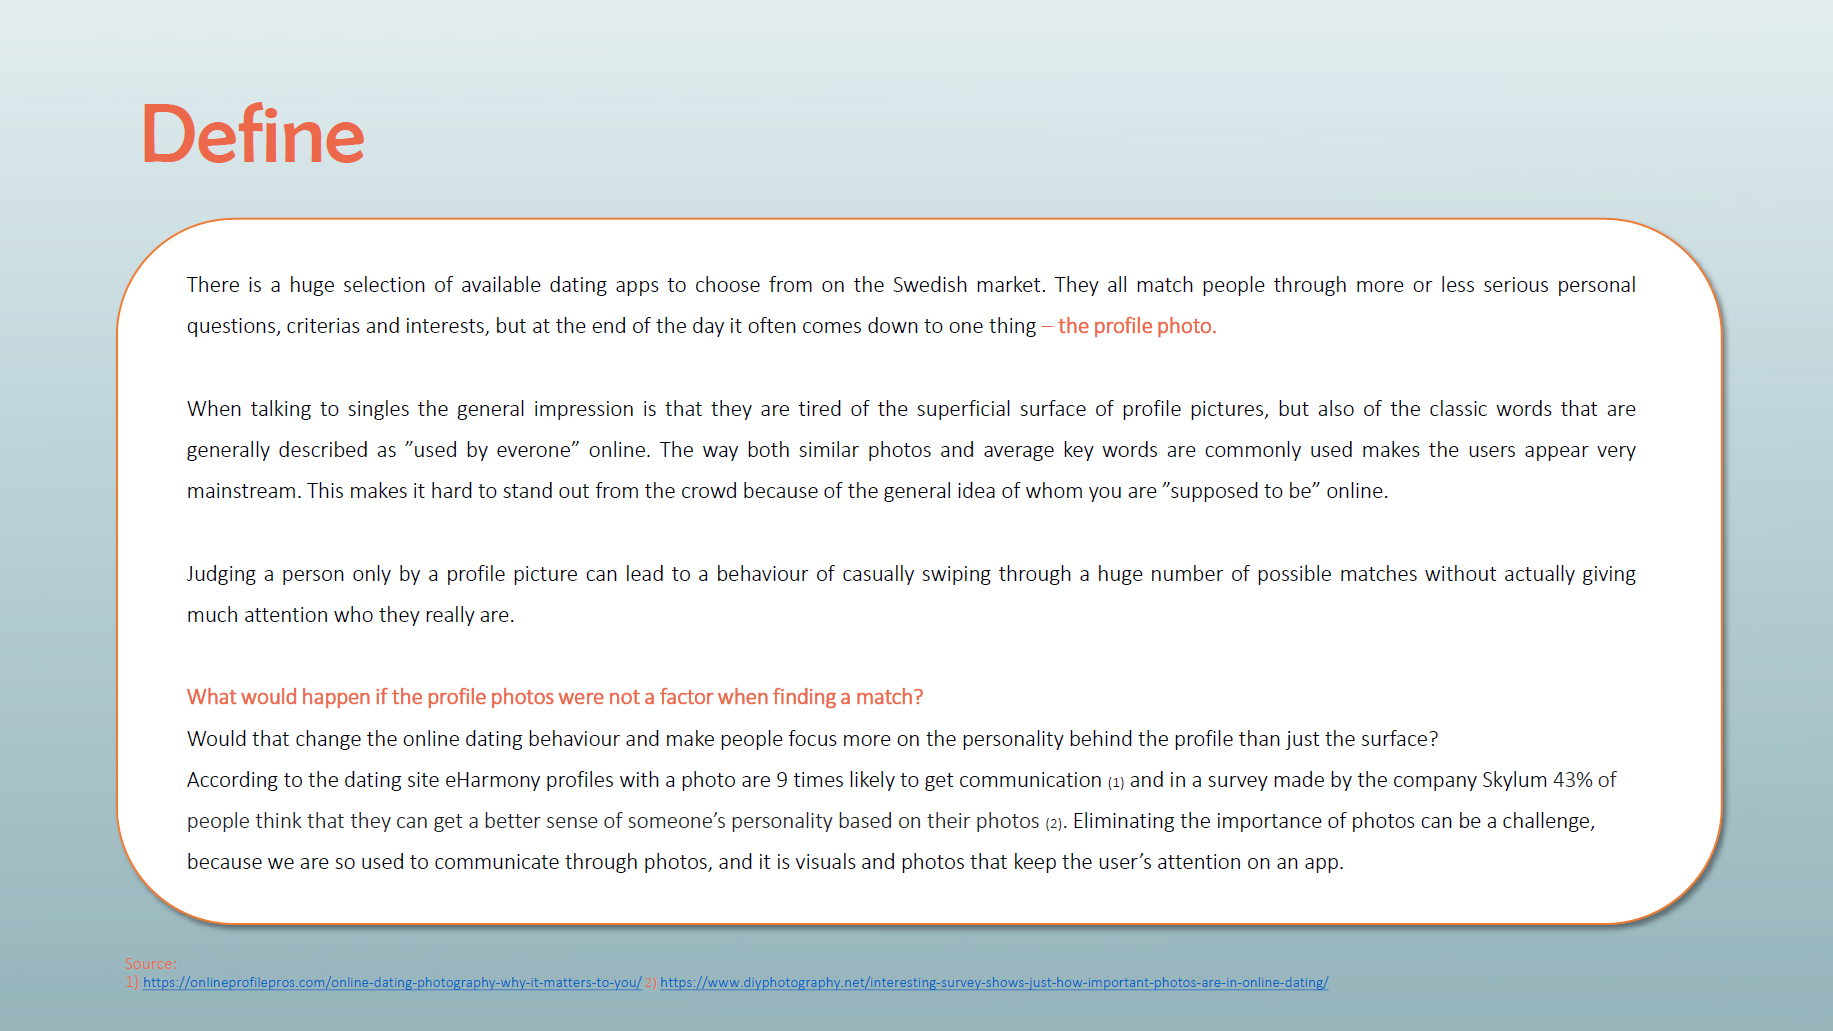 Define
There is a huge selection of available dating apps to choose from on the Swedish market. They all match people through more or less serious personal
questions, criterias and interests, but at the end of the day it often comes down to one thing – the profile photo.
When talking to singles the general impression is that they are tired of the superficial surface of profile pictures, but also of the classic words that are
generally described as ”used by everone” online. The way both similar photos and average key words are commonly used makes the users appear very
mainstream. This makes it hard to stand out from the crowd because of the general idea of whom you are ”supposed to be” online.
Judging a person only by a profile picture can lead to a behaviour of casually swiping through a huge number of possible matches without actually giving
much attention who they really are.
What would happen if the profile photos were not a factor when finding a match?
Would that change the online dating behaviour and make people focus more on the personality behind the profile than just the surface?
According to the dating site eHarmony profiles with a photo are 9 times likely to get communication (1) and in a survey made by the company Skylum 43% of
people think that they can get a better sense of someone’s personality based on their photos (2). Eliminating the importance of photos can be a challenge,
because we are so used to communicate through photos, and it is visuals and photos that keep the user’s attention on an app.
Source:
1) https://onlineprofilepros.com/online-dating-photography-why-it-matters-to-you/ 2) https://www.diyphotography.net/interesting-survey-shows-just-how-important-photos-are-in-online-dating/